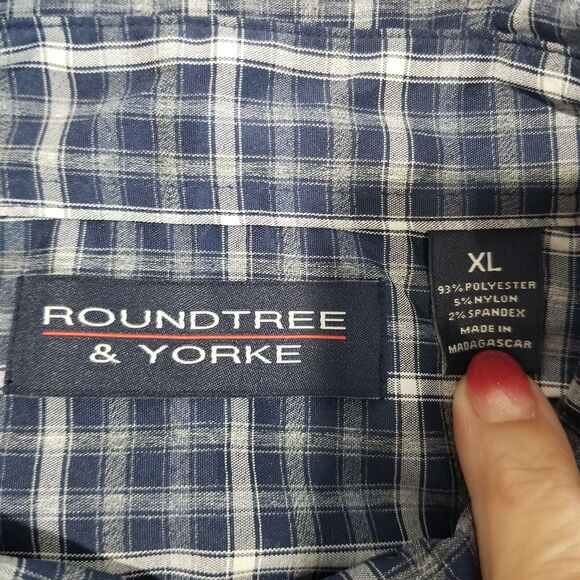 ROUNDTREE
& YORKE
XL
93% POLYESTER
5% NYLON
2% SPANDEX
MADE IN
MADAGASCAR